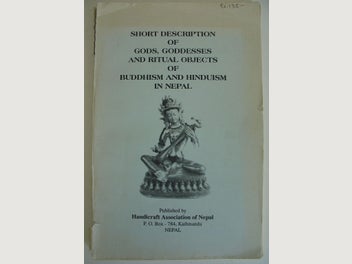 SHORT DESCRIPTION
OF
GODS, GODDESSES
AND RITUAL OBJECTS
OF
BUDDHISM AND HINDUISM
IN NEPAL
Published by
Handicraft Association of Nepal
P. O. Box - 784, Kathmandu
NEPAL